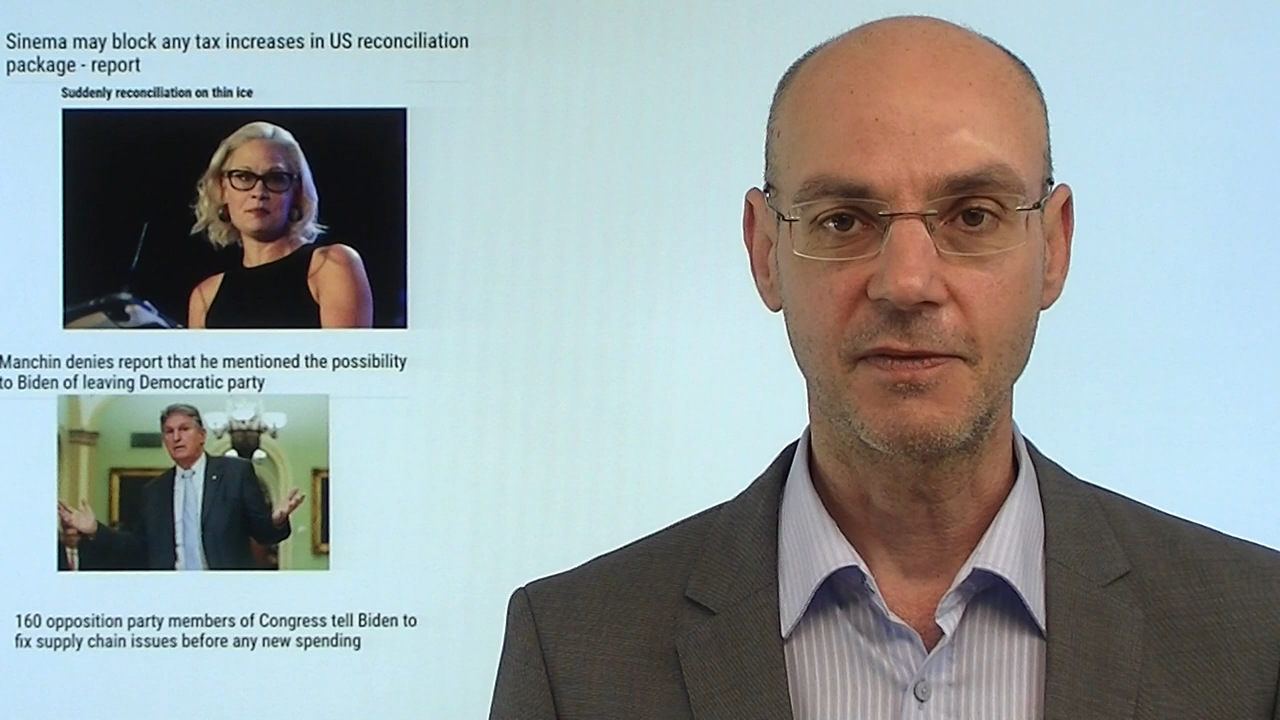 Sinema may block any tax increases in US reconciliation
package - report
Suddenly reconciliation on thin ice
Manchin denies report that he mentioned the possibility
to Biden of leaving Democratic party
160 opposition party members of Congress tell Biden to
fix supply chain issues before any new spending